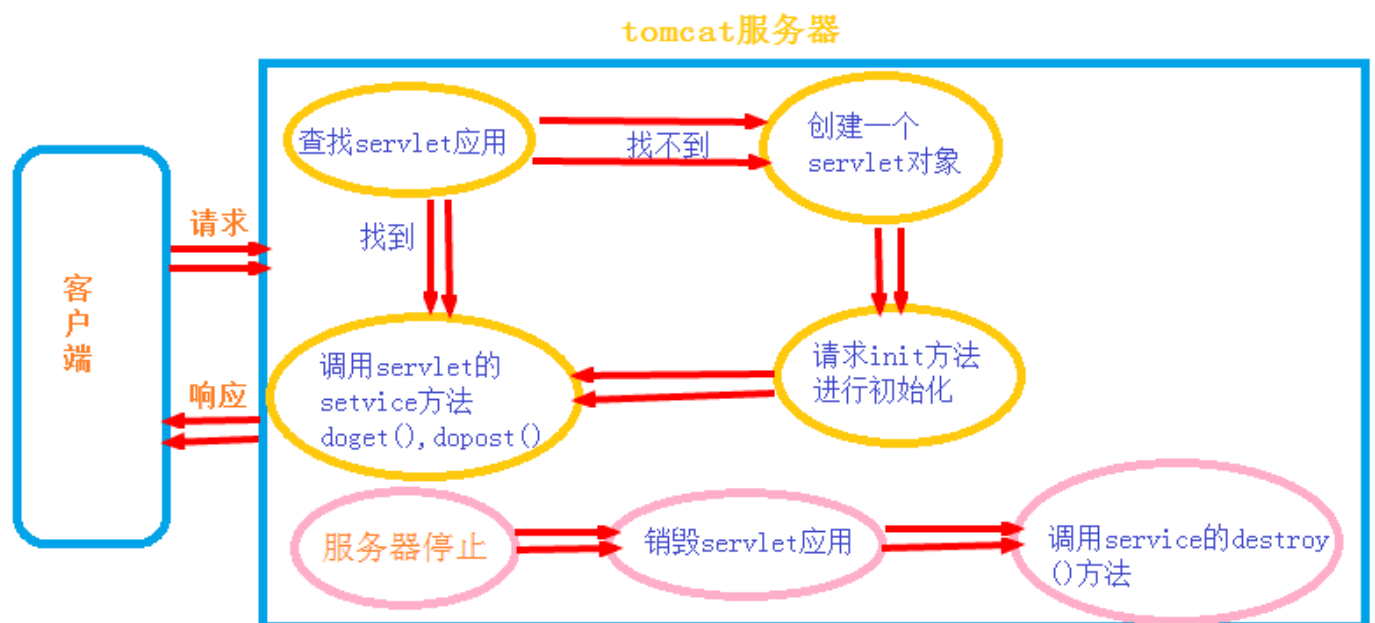 tomcat服务器
查找servlet应用
找不到
创建一个
servlet对象
请求
找到
客
户
端
调用servlet的
setvice方法
doget(),dopost()
请求init方法
进行初始化
响应
服务器停止
销毁servlet应用
调用service的destroy
()方法